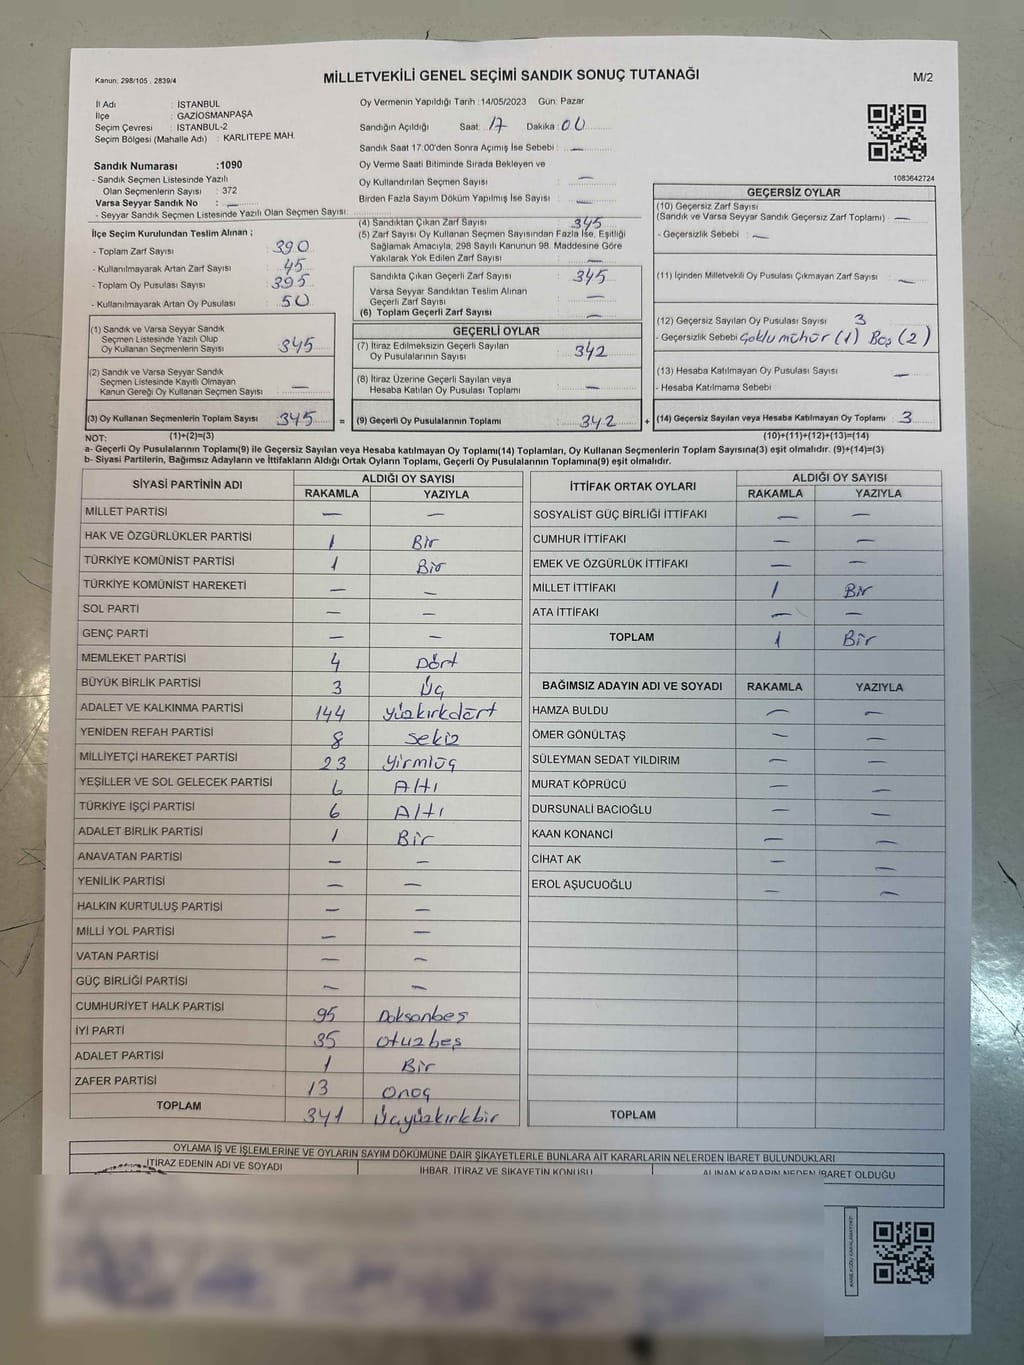 Kanun: 298/105 , 2839/4
MİLLETVEKİLİ GENEL SEÇİMİ SANDIK SONUÇ TUTANAĞI
M/2
İl Adı : İSTANBUL
İlçe : GAZİOSMANPAŞA
Seçim Çevresi : İSTANBUL-2
Seçim Bölgesi (Mahalle Adı) : KARLITEPE MAH.
Sandık Numarası :1090
- Sandık Seçmen Listesinde Yazılı
Olan Seçmenlerin Sayısı : 372
Varsa Seyyar Sandık No : —
- Seyyar Sandık Seçmen Listesinde Yazılı Olan Seçmen Sayısı:
Oy Vermenin Yapıldığı Tarih :14/05/2023 Gün: Pazar
Sandığın Açıldığı Saat: 17 Dakika : 00
Sandık Saat 17.00'den Sonra Açımış İse Sebebi : —
Oy Verme Saati Bitiminde Sırada Bekleyen ve
Oy Kullandırılan Seçmen Sayısı : —
Birden Fazla Sayım Döküm Yapılmış İse Sayısı : —
1083642724
İlçe Seçim Kurulundan Teslim Alınan ;
- Toplam Zarf Sayısı : 390
- Kullanılmayarak Artan Zarf Sayısı : 45
- Toplam Oy Pusulası Sayısı : 395
- Kullanılmayarak Artan Oy Pusulası : 50
(1) Sandık ve Varsa Seyyar Sandık
Seçmen Listesinde Yazılı Olup
Oy Kullanan Seçmenlerin Sayısı : 345
(2) Sandık ve Varsa Seyyar Sandık
Seçmen Listesinde Kayıtlı Olmayan
Kanun Gereği Oy Kullanan Seçmen Sayısı : —
(3) Oy Kullanan Seçmenlerin Toplam Sayısı : 345 =
(4) Sandıktan Çıkan Zarf Sayısı : 345
(5) Zarf Sayısı Oy Kullanan Seçmen Sayısından Fazla İse, Eşitliği
Sağlamak Amacıyla, 298 Sayılı Kanunun 98. Maddesine Göre
Yakılarak Yok Edilen Zarf Sayısı : —
Sandıkta Çıkan Geçerli Zarf Sayısı : 345
Varsa Seyyar Sandıktan Teslim Alınan
Geçerli Zarf Sayısı : —
(6) Toplam Geçerli Zarf Sayısı : —
GEÇERLİ OYLAR
(7) İtiraz Edilmeksizin Geçerli Sayılan
Oy Pusulalarının Sayısı : 342
(8) İtiraz Üzerine Geçerli Sayılan veya
Hesaba Katılan Oy Pusulası Toplamı : —
(9) Geçerli Oy Pusulalarının Toplamı : 342 +
GEÇERSİZ OYLAR
(10) Geçersiz Zarf Sayısı
(Sandık ve Varsa Seyyar Sandık Geçersiz Zarf Toplamı) : —
- Geçersizlik Sebebi : —
(11) İçinden Milletvekili Oy Pusulası Çıkmayan Zarf Sayısı : —
(12) Geçersiz Sayılan Oy Pusulası Sayısı : 3
- Geçersizlik Sebebi Çoklu mühür (1) Boş (2)
(13) Hesaba Katılmayan Oy Pusulası Sayısı : —
- Hesaba Katılmama Sebebi :
(14) Geçersiz Sayılan veya Hesaba Katılmayan Oy Toplamı : 3
NOT: (1)+(2)=(3) (10)+(11)+(12)+(13)=(14)
a- Geçerli Oy Pusulalarının Toplamı(9) ile Geçersiz Sayılan veya Hesaba katılmayan Oy Toplamı(14) Toplamları, Oy Kullanan Seçmenlerin Toplam Sayısına(3) eşit olmalıdır. (9)+(14)=(3)
b- Siyasi Partilerin, Bağımsız Adayların ve İttifakların Aldığı Ortak Oyların Toplamı, Geçerli Oy Pusulalarının Toplamına(9) eşit olmalıdır.
SİYASİ PARTİNİN ADI ALDIĞI OY SAYISI
RAKAMLA YAZIYLA
MİLLET PARTİSİ — —
HAK VE ÖZGÜRLÜKLER PARTİSİ 1 Bir
TÜRKİYE KOMÜNİST PARTİSİ 1 Bir
TÜRKİYE KOMÜNİST HAREKETİ — —
SOL PARTİ — —
GENÇ PARTİ — —
MEMLEKET PARTİSİ 4 Dört
BÜYÜK BİRLİK PARTİSİ 3 Üç
ADALET VE KALKINMA PARTİSİ 144 yüzkırkdört
YENİDEN REFAH PARTİSİ 8 sekiz
MİLLİYETÇİ HAREKET PARTİSİ 23 yirmiüç
YEŞİLLER VE SOL GELECEK PARTİSİ 6 Altı
TÜRKİYE İŞÇİ PARTİSİ 6 Altı
ADALET BİRLİK PARTİSİ 1 Bir
ANAVATAN PARTİSİ — —
YENİLİK PARTİSİ — —
HALKIN KURTULUŞ PARTİSİ — —
MİLLİ YOL PARTİSİ — —
VATAN PARTİSİ — —
GÜÇ BİRLİĞİ PARTİSİ — —
CUMHURİYET HALK PARTİSİ 95 Doksanbeş
İYİ PARTİ 35 otuzbeş
ADALET PARTİSİ 1 Bir
ZAFER PARTİSİ 13 Onüç
TOPLAM 341 Üçyüzkırkbir
İTTİFAK ORTAK OYLARI ALDIĞI OY SAYISI
RAKAMLA YAZIYLA
SOSYALİST GÜÇ BİRLİĞİ İTTİFAKI — —
CUMHUR İTTİFAKI — —
EMEK VE ÖZGÜRLÜK İTTİFAKI — —
MİLLET İTTİFAKI 1 Bir
ATA İTTİFAKI — —
TOPLAM 1 Bir
BAĞIMSIZ ADAYIN ADI VE SOYADI RAKAMLA YAZIYLA
HAMZA BULDU — —
ÖMER GÖNÜLTAŞ — —
SÜLEYMAN SEDAT YILDIRIM — —
MURAT KÖPRÜCÜ — —
DURSUNALİ BACIOĞLU — —
KAAN KONANCİ — —
CİHAT AK — —
EROL AŞUCUOĞLU — —
TOPLAM
OYLAMA İŞ VE İŞLEMLERİNE VE OYLARIN SAYIM DÖKÜMÜNE DAİR ŞİKAYETLERLE BUNLARA AİT KARARLARIN NELERDEN İBARET BULUNDUKLARI
İTİRAZ EDENİN ADI VE SOYADI İHBAR, İTİRAZ VE ŞİKAYETİN KONUSU ALINAN KARARIN NEDEN İBARET OLDUĞU